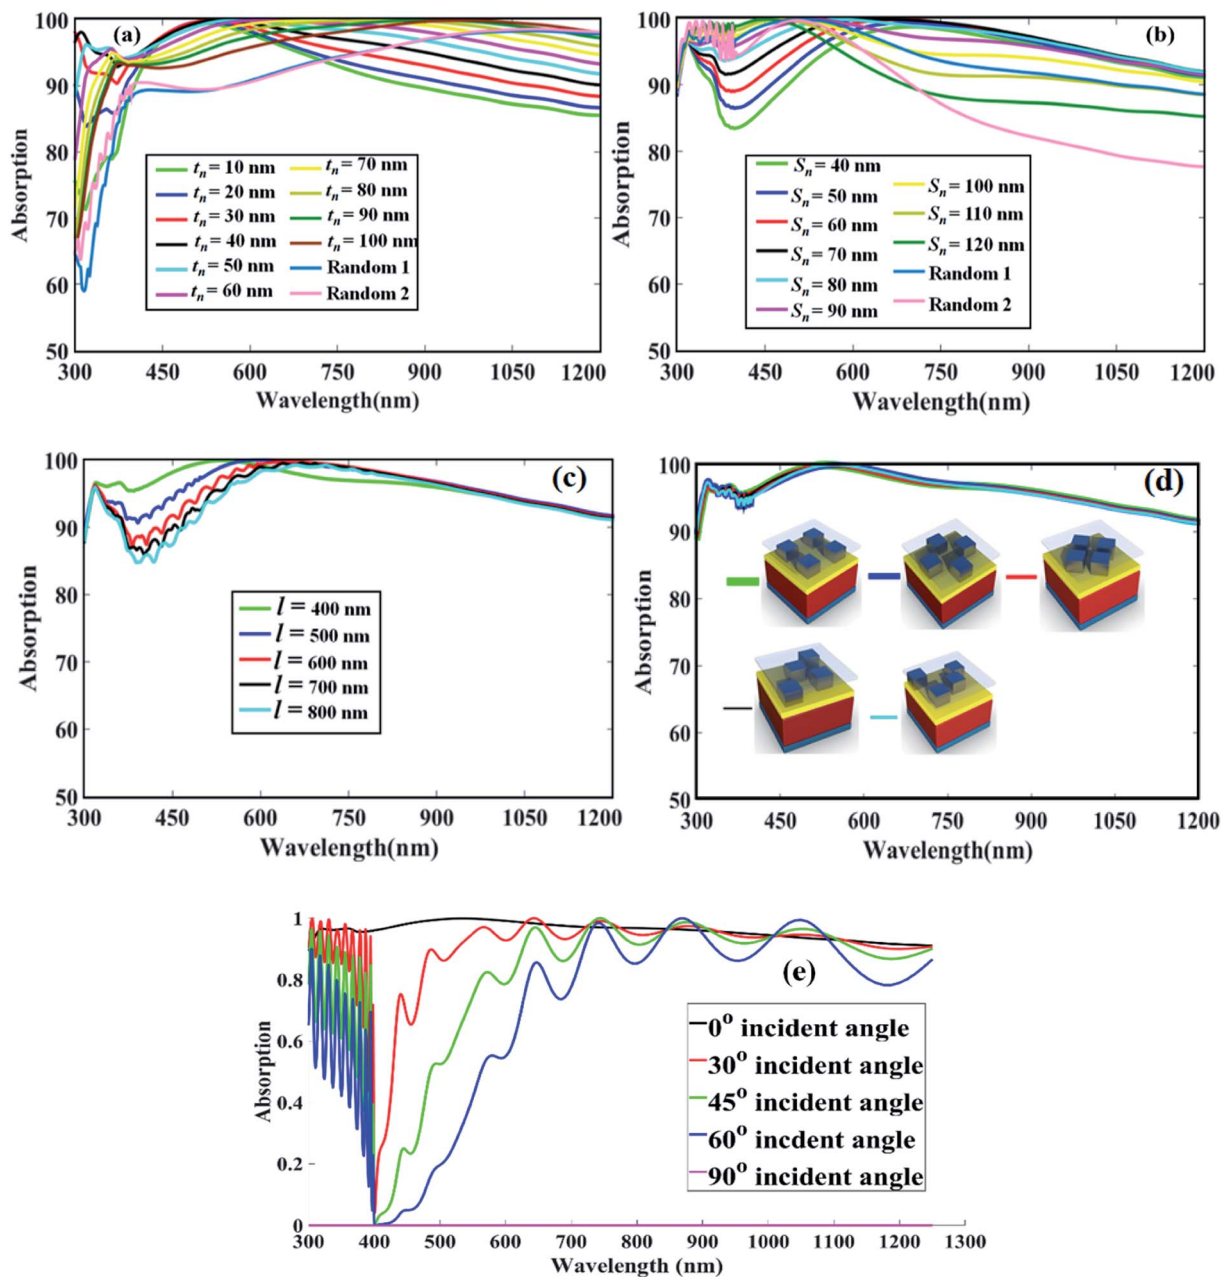 (a)
100
90
80
70
60
50
Absorption
t_n = 10 nm
t_n = 20 nm
t_n = 30 nm
t_n = 40 nm
t_n = 50 nm
t_n = 60 nm
t_n = 70 nm
t_n = 80 nm
t_n = 90 nm
t_n = 100 nm
Random 1
Random 2
300 450 600 750 900 1050 1200
Wavelength(nm)
(b)
100
90
80
70
60
50
Absorption
S_n = 40 nm
S_n = 50 nm
S_n = 60 nm
S_n = 70 nm
S_n = 80 nm
S_n = 90 nm
S_n = 100 nm
S_n = 110 nm
S_n = 120 nm
Random 1
Random 2
300 450 600 750 900 1050 1200
Wavelength(nm)
(c)
100
90
80
70
60
50
Absorption
l = 400 nm
l = 500 nm
l = 600 nm
l = 700 nm
l = 800 nm
300 450 600 750 900 1050 1200
Wavelength(nm)
(d)
100
90
80
70
60
50
Absorption
300 450 600 750 900 1050 1200
Wavelength(nm)
(e)
1
0.8
0.6
0.4
0.2
0
Absorption
0° incident angle
30° incident angle
45° incident angle
60° incdent angle
90° incident angle
300 400 500 600 700 800 900 1000 1100 1200 1300
Wavelength (nm)